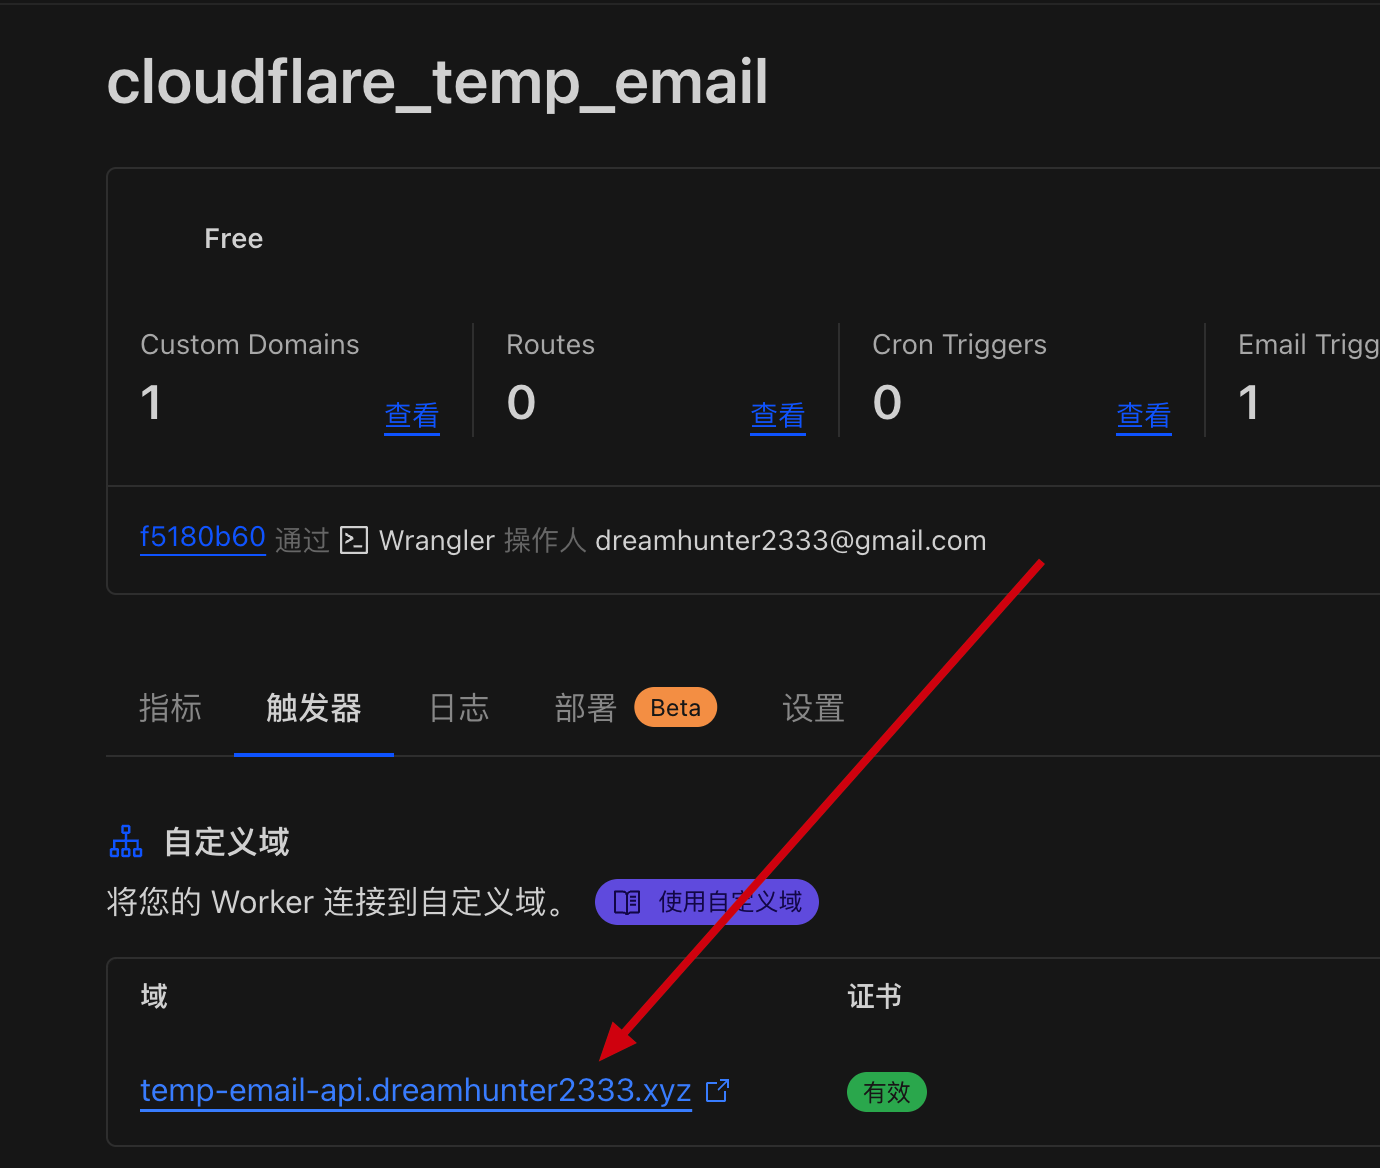 cloudflare_temp_email
Free
Custom Domains
1
查看
Routes
0
查看
Cron Triggers
0
查看
Email Trigg
1
f5180b60 通过 Wrangler 操作人 dreamhunter2333@gmail.com
指标 触发器 日志 部署 Beta 设置
自定义域
将您的 Worker 连接到自定义域。 使用自定义域
域 证书
temp-email-api.dreamhunter2333.xyz 有效